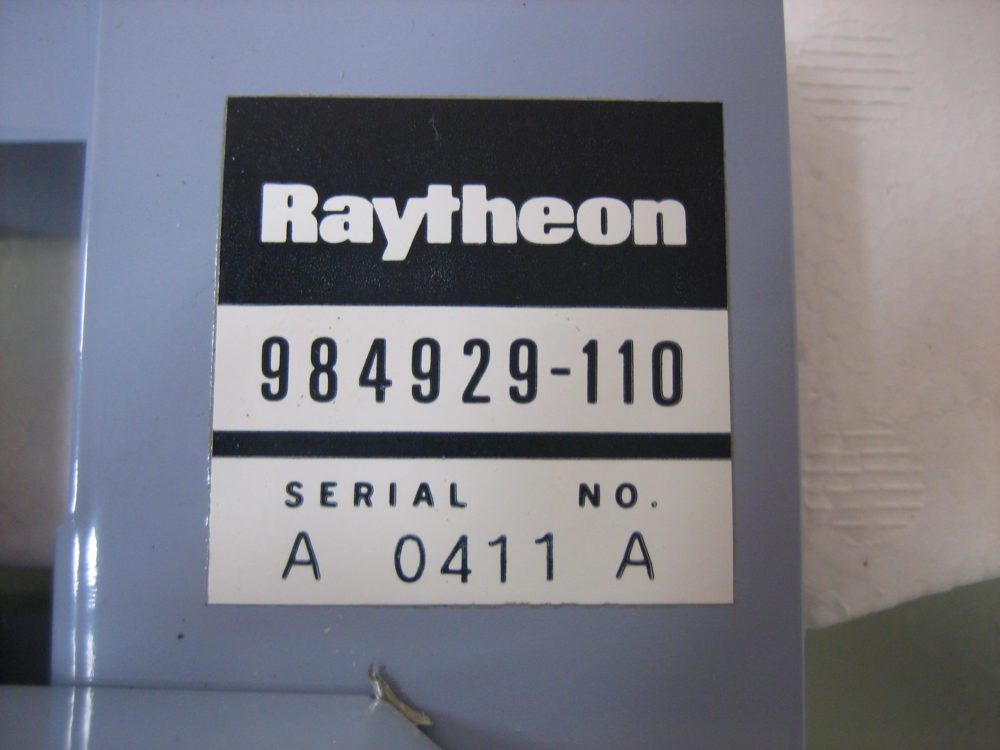 Raytheon
984929-110
SERIAL NO.
A 0411 A